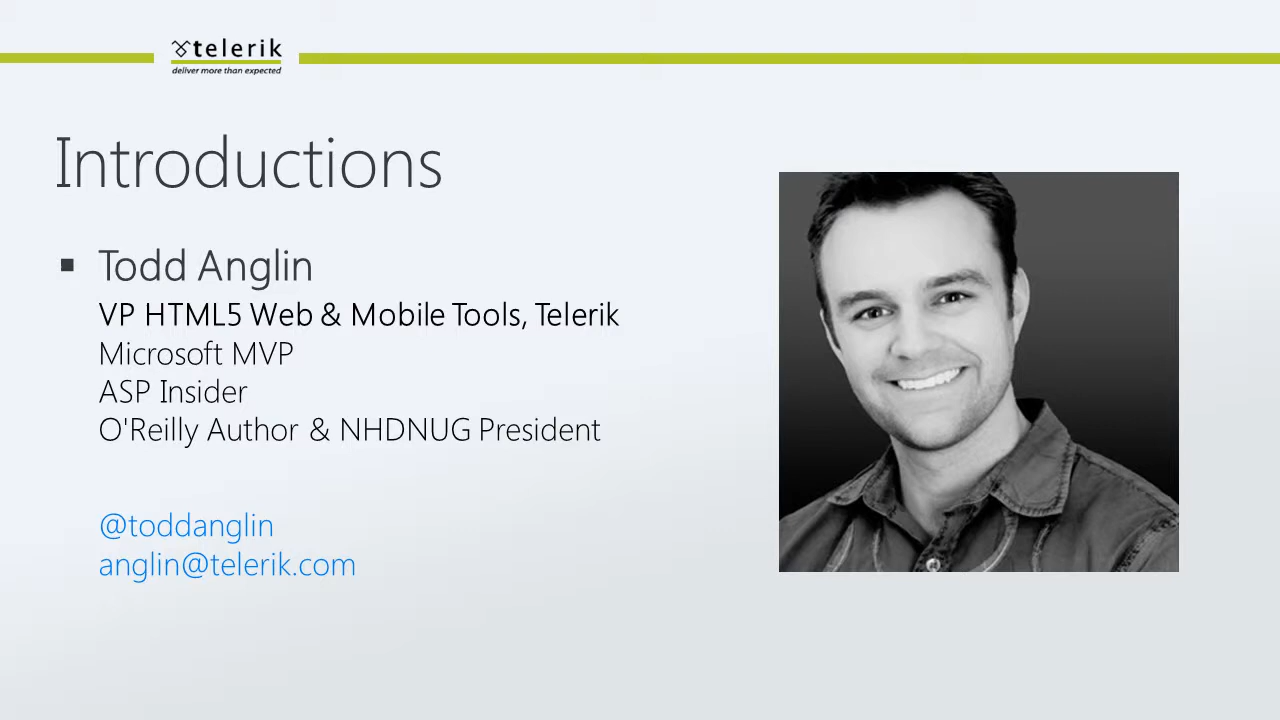 telerik
deliver more than expected
Introductions
▪ Todd Anglin
VP HTML5 Web & Mobile Tools, Telerik
Microsoft MVP
ASP Insider
O'Reilly Author & NHDNUG President
@toddanglin
anglin@telerik.com